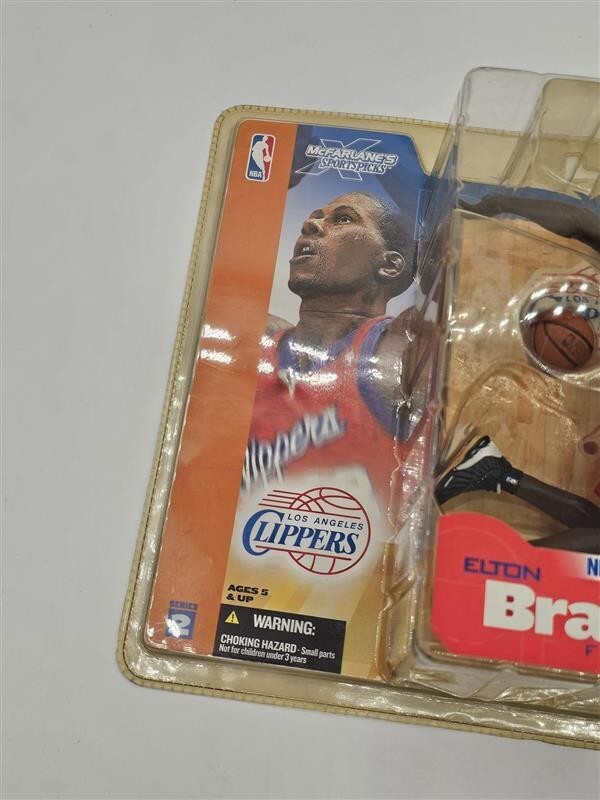 NBA
McFARLANE'S
SPORTSPICKS
Clippers
LOS ANGELES
CLIPPERS
AGES 5
& UP
SERIES
2
WARNING:
CHOKING HAZARD - Small parts
Not for children under 3 years
LOS
ELTON
Bra
F